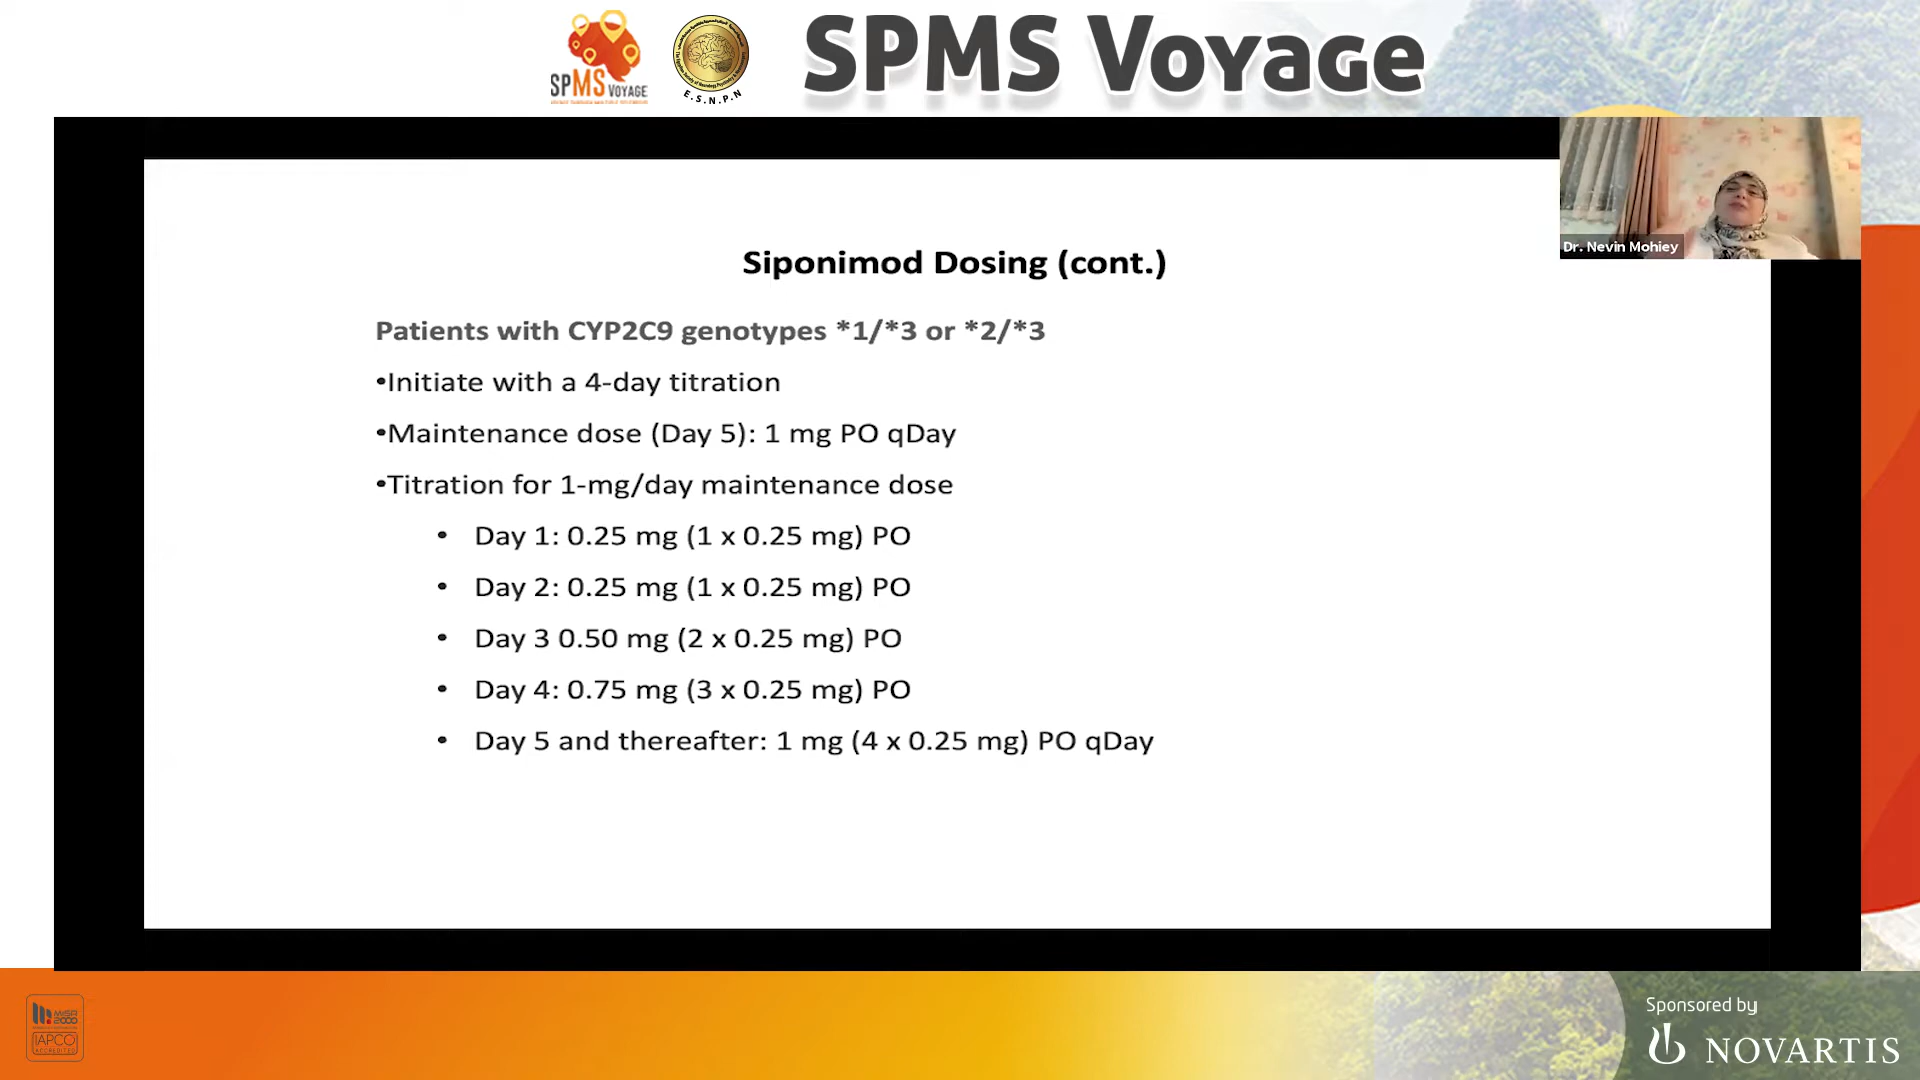 SPMS VOYAGE
E.S.N.P.N
SPMS Voyage
Dr. Nevin Mohiey
Siponimod Dosing (cont.)
Patients with CYP2C9 genotypes *1/*3 or *2/*3
•Initiate with a 4-day titration
•Maintenance dose (Day 5): 1 mg PO qDay
•Titration for 1-mg/day maintenance dose
• Day 1: 0.25 mg (1 x 0.25 mg) PO
• Day 2: 0.25 mg (1 x 0.25 mg) PO
• Day 3 0.50 mg (2 x 0.25 mg) PO
• Day 4: 0.75 mg (3 x 0.25 mg) PO
• Day 5 and thereafter: 1 mg (4 x 0.25 mg) PO qDay
MISR
2000
IAPCO
ACCREDITED
Sponsored by
NOVARTIS